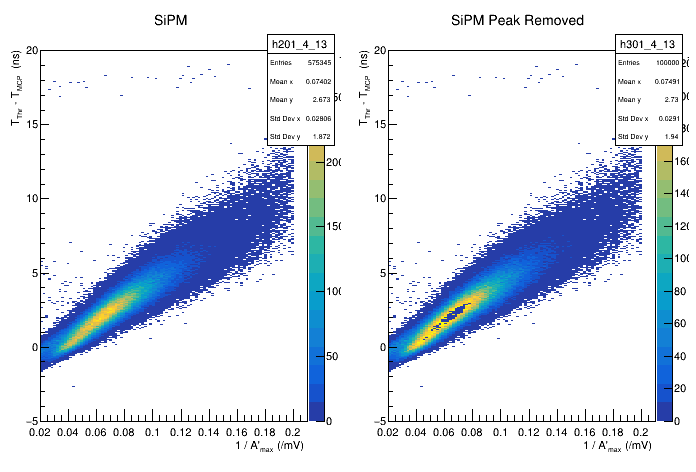 SiPM
SiPM Peak Removed
h201_4_13
Entries 575345
Mean x 0.07402
Mean y 2.673
Std Dev x 0.02806
Std Dev y 1.872
h301_4_13
Entries 100000
Mean x 0.07491
Mean y 2.73
Std Dev x 0.0291
Std Dev y 1.94
T_Thr - T_MCP (ns)
20
15
10
5
0
−5
0.02 0.04 0.06 0.08 0.1 0.12 0.14 0.16 0.18 0.2
1 / A'_max (/mV)
150
100
50
0
T_Thr - T_MCP (ns)
20
15
10
5
0
−5
0.02 0.04 0.06 0.08 0.1 0.12 0.14 0.16 0.18 0.2
1 / A'_max (/mV)
160
140
120
100
80
60
40
20
0